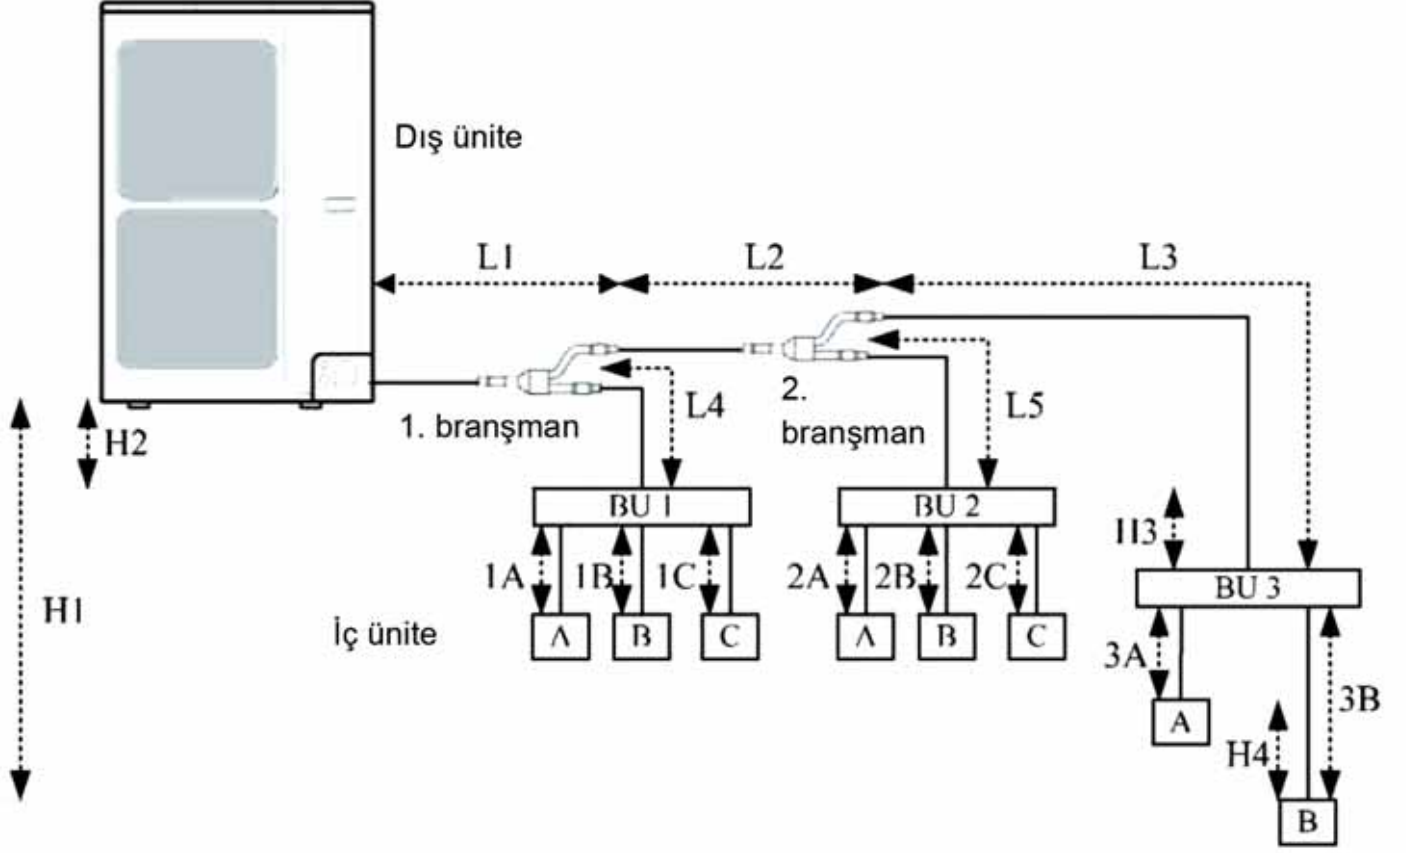 Dış ünite
L1
L2
L3
1. branşman
L4
2.
branşman
L5
H2
BU 1
BU 2
H3
BU 3
1A
1B
1C
2A
2B
2C
H1
İç ünite
A
B
C
A
B
C
3A
3B
A
H4
B